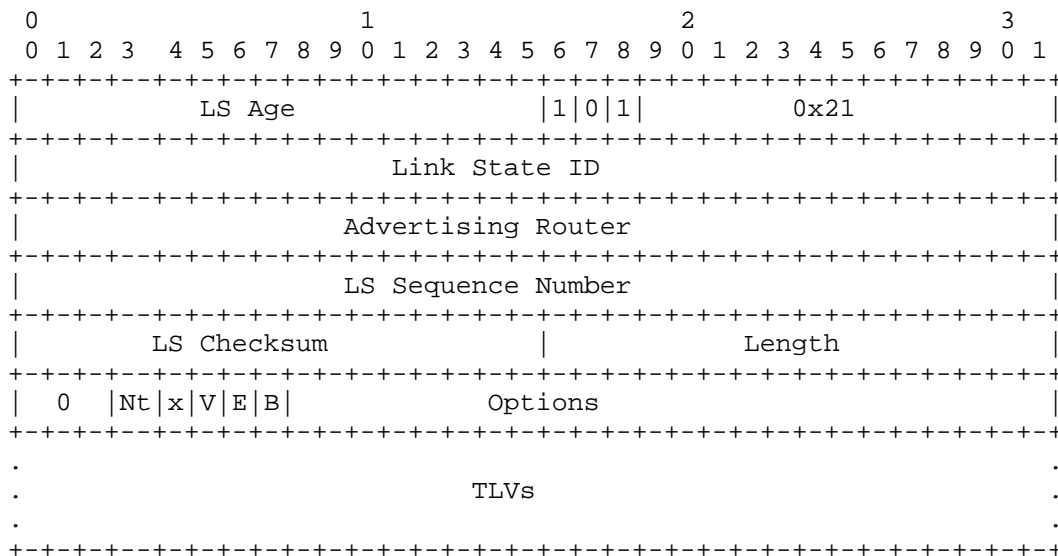 0                   1                   2                   3
0 1 2 3  4 5 6 7 8 9 0 1 2 3 4 5 6 7 8 9 0 1 2 3 4 5 6 7 8 9 0 1
+-+-+-+--+-+-+-+-+-+-+-+-+-+-+-+-+-+-+-+-+-+-+-+-+-+-+-+-+-+-+-+
|           LS Age               |1|0|1|         0x21            |
+-+-+-+--+-+-+-+-+-+-+-+-+-+-+-+-+-+-+-+-+-+-+-+-+-+-+-+-+-+-+-+
|                       Link State ID                            |
+-+-+-+--+-+-+-+-+-+-+-+-+-+-+-+-+-+-+-+-+-+-+-+-+-+-+-+-+-+-+-+
|                    Advertising Router                          |
+-+-+-+--+-+-+-+-+-+-+-+-+-+-+-+-+-+-+-+-+-+-+-+-+-+-+-+-+-+-+-+
|                    LS Sequence Number                          |
+-+-+-+--+-+-+-+-+-+-+-+-+-+-+-+-+-+-+-+-+-+-+-+-+-+-+-+-+-+-+-+
|        LS Checksum             |            Length             |
+-+-+-+--+-+-+-+-+-+-+-+-+-+-+-+-+-+-+-+-+-+-+-+-+-+-+-+-+-+-+-+
|  0  |Nt|x|V|E|B|            Options                            |
+-+-+-+--+-+-+-+-+-+-+-+-+-+-+-+-+-+-+-+-+-+-+-+-+-+-+-+-+-+-+-+
.                                                                .
.                            TLVs                                .
.                                                                .
+-+-+-+--+-+-+-+-+-+-+-+-+-+-+-+-+-+-+-+-+-+-+-+-+-+-+-+-+-+-+-+